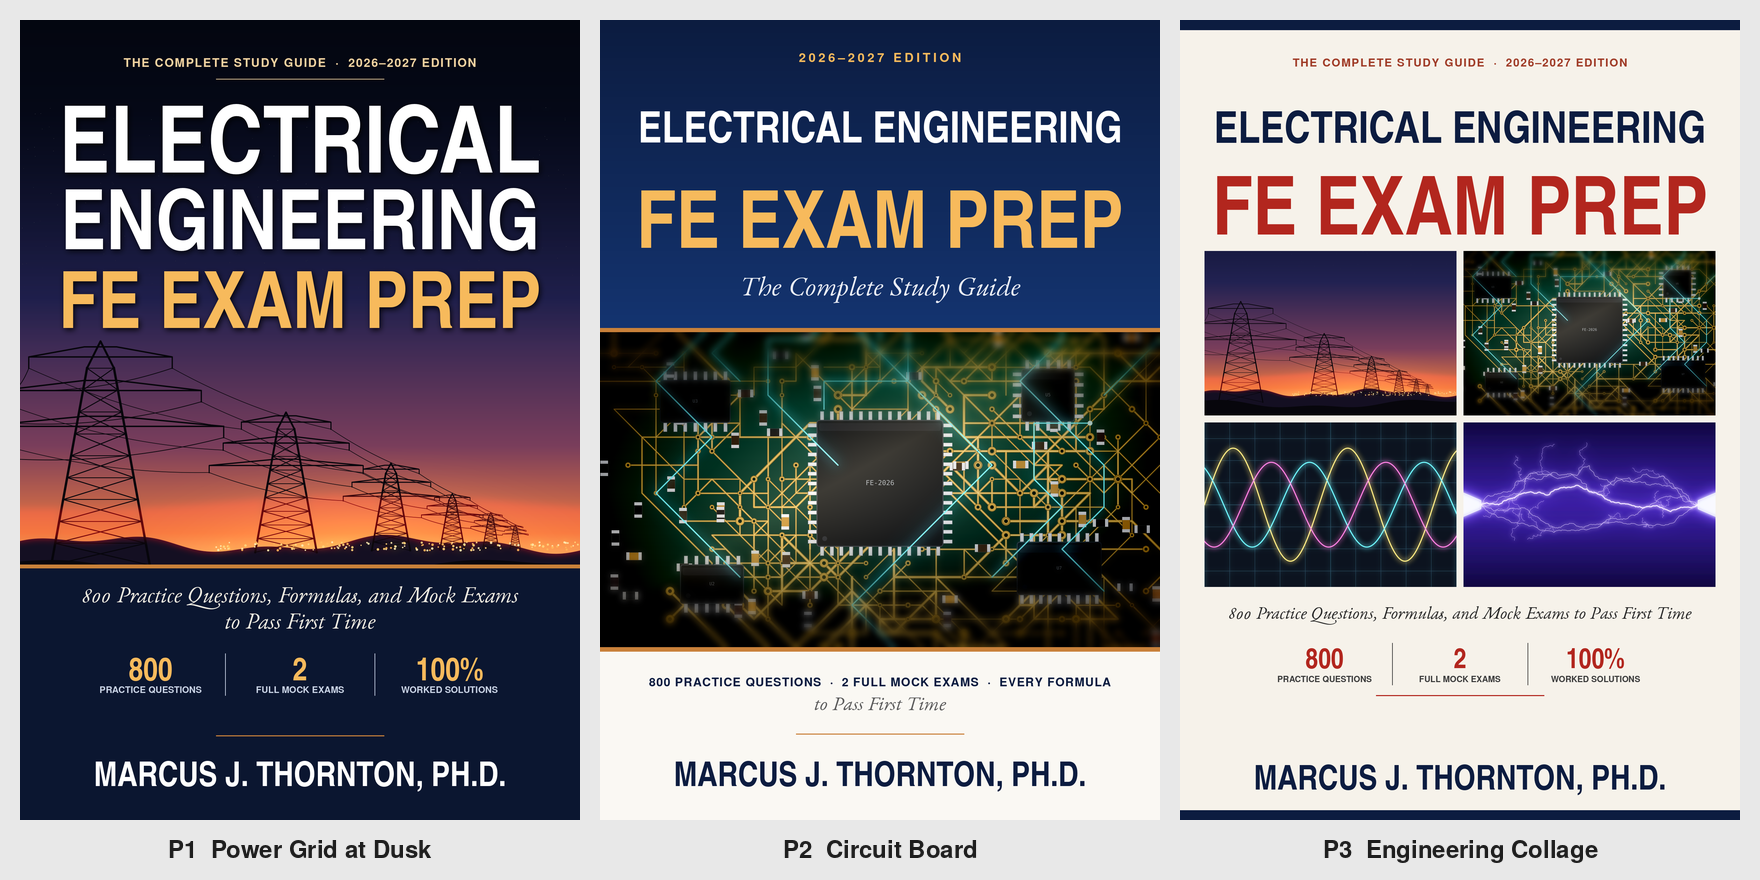 THE COMPLETE STUDY GUIDE · 2026–2027 EDITION
ELECTRICAL
ENGINEERING
FE EXAM PREP
800 Practice Questions, Formulas, and Mock Exams
to Pass First Time
800
PRACTICE QUESTIONS
2
FULL MOCK EXAMS
100%
WORKED SOLUTIONS
MARCUS J. THORNTON, PH.D.
P1 Power Grid at Dusk
2026–2027 EDITION
ELECTRICAL ENGINEERING
FE EXAM PREP
The Complete Study Guide
FE-2026
800 PRACTICE QUESTIONS · 2 FULL MOCK EXAMS · EVERY FORMULA
to Pass First Time
MARCUS J. THORNTON, PH.D.
P2 Circuit Board
THE COMPLETE STUDY GUIDE · 2026–2027 EDITION
ELECTRICAL ENGINEERING
FE EXAM PREP
FE-2026
800 Practice Questions, Formulas, and Mock Exams to Pass First Time
800
PRACTICE QUESTIONS
2
FULL MOCK EXAMS
100%
WORKED SOLUTIONS
MARCUS J. THORNTON, PH.D.
P3 Engineering Collage